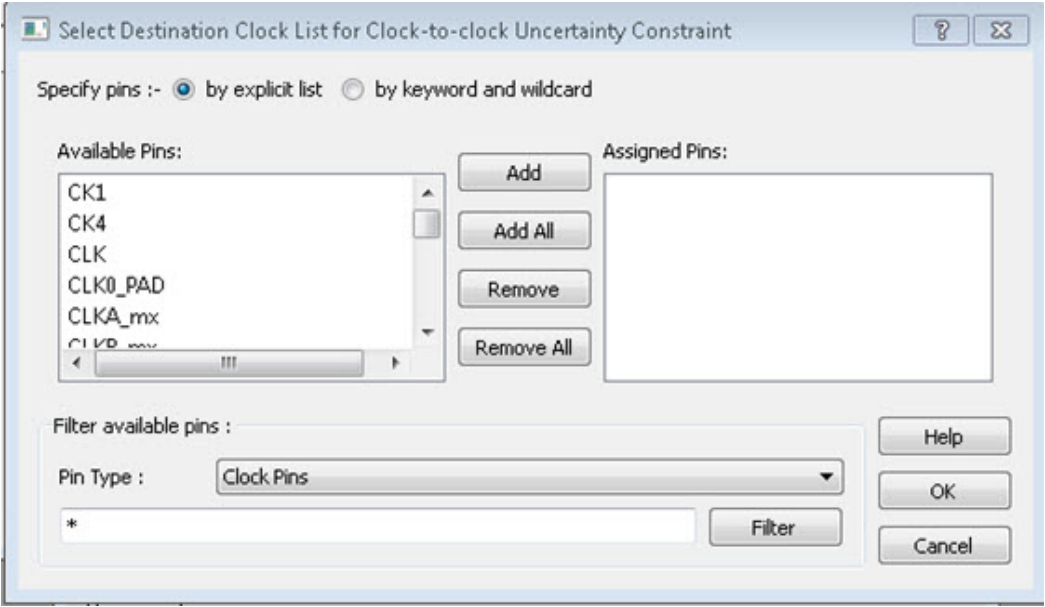 Select Destination Clock List for Clock-to-clock Uncertainty Constraint
Specify pins :- by explicit list by keyword and wildcard
Available Pins:
CK1
CK4
CLK
CLK0_PAD
CLKA_mx
CLKB_mx
Add
Add All
Remove
Remove All
Assigned Pins:
Filter available pins :
Pin Type : Clock Pins
*
Filter
Help
OK
Cancel